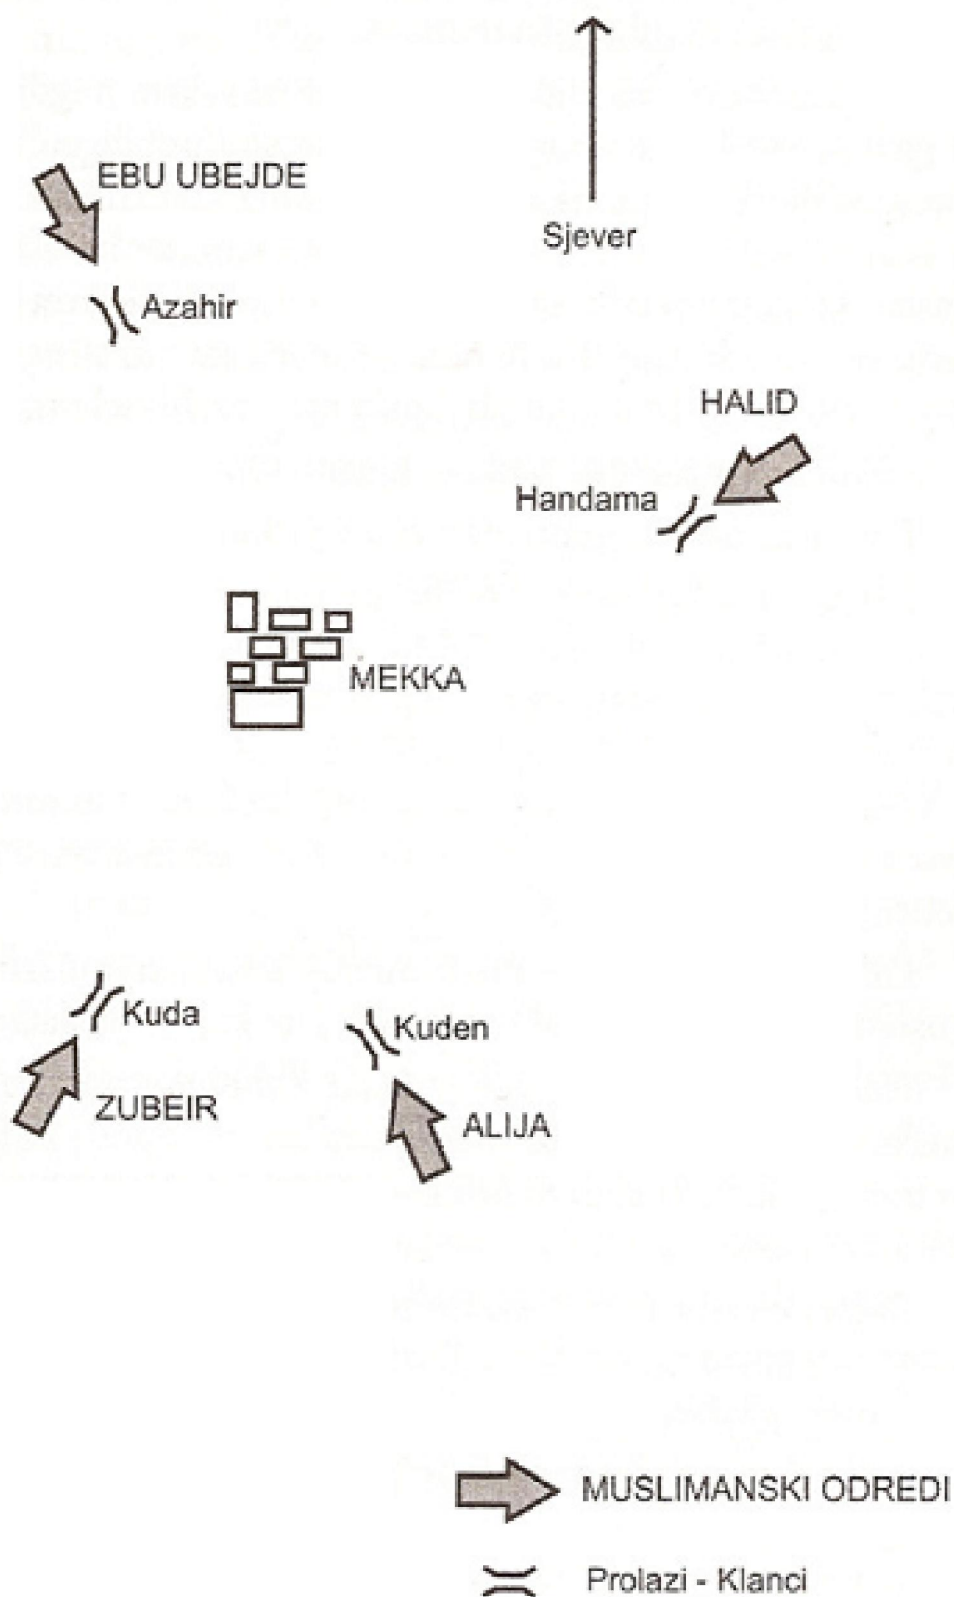 EBU UBEJDE
Sjever
Azahir
HALID
Handama
MEKKA
Kuda
Kuden
ZUBEIR
ALIJA
MUSLIMANSKI ODREDI
Prolazi - Klanci